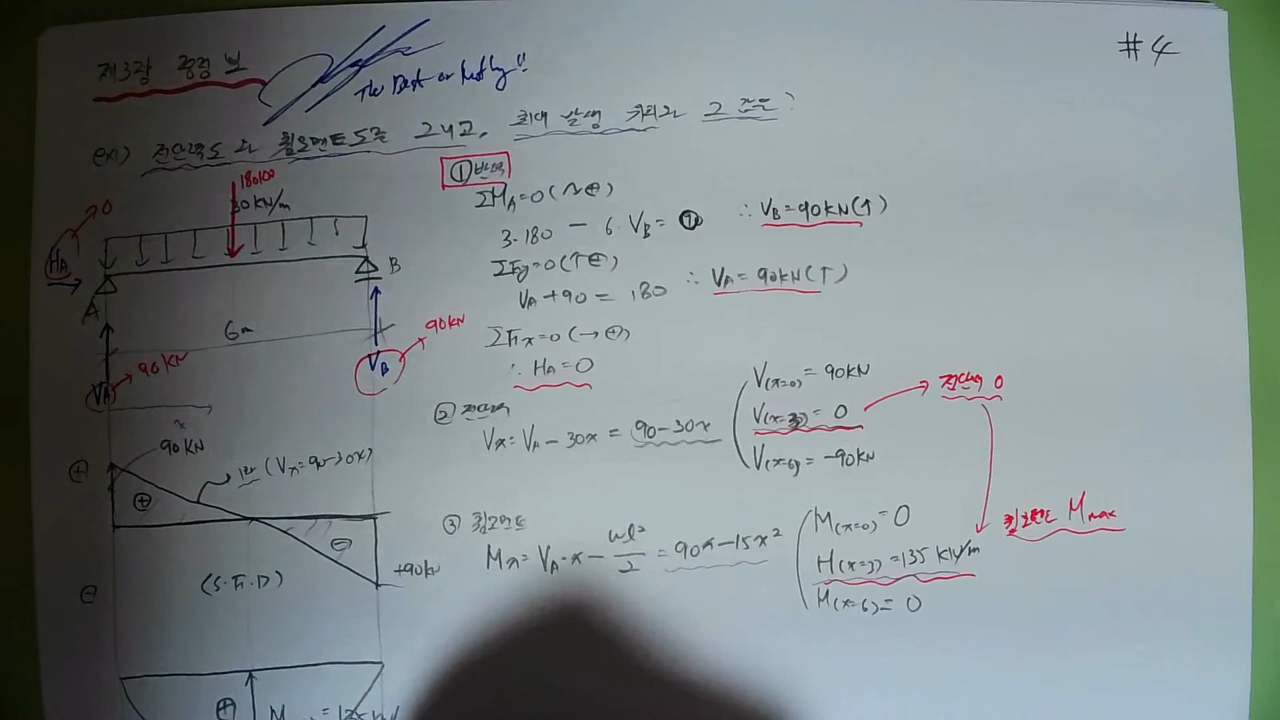 #4
제3장 정정 보
The Best or Nothing!!
ex1) 전단력도 와 휨모멘트도를 그리고, 최대 발생 위치와 그 값은?
180kN
30kN/m
0
HA
A
B
6m
VA
90kN
VB
90kN
x
① 반력
ΣMA=0(↷⊕)
3·180 - 6·VB = 0 ∴ VB=90kN(↑)
ΣFy=0(↑⊕)
VA+90 = 180 ∴ VA=90kN(↑)
ΣFx=0(→⊕)
∴ HA=0
② 전단력
Vx= VA-30x = 90-30x
V(x=0) = 90kN
V(x=3) = 0
V(x=6) = -90kN
전단력 0
③ 휨모멘트
Mx= VA·x - wl²/2 = 90x-15x²
M(x=0) = 0
M(x=3) = 135 kN/m
M(x=6) = 0
휨모멘트 Mmax
90kN
⊕
1차 (Vx=90-30x)
⊕
⊖
+90kN
(S.F.D)
⊖
⊕